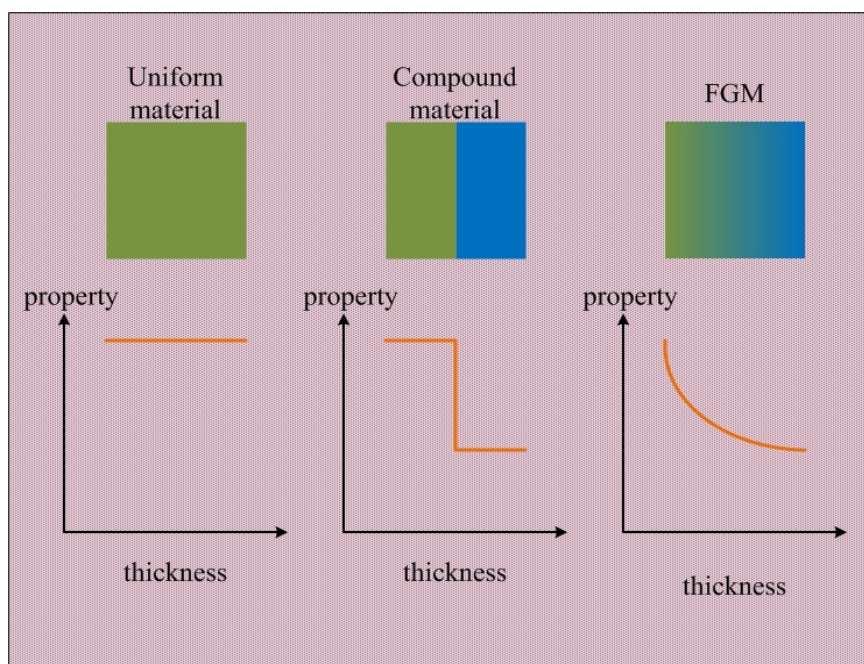 Uniform
material
Compound
material
FGM
property
property
property
thickness
thickness
thickness